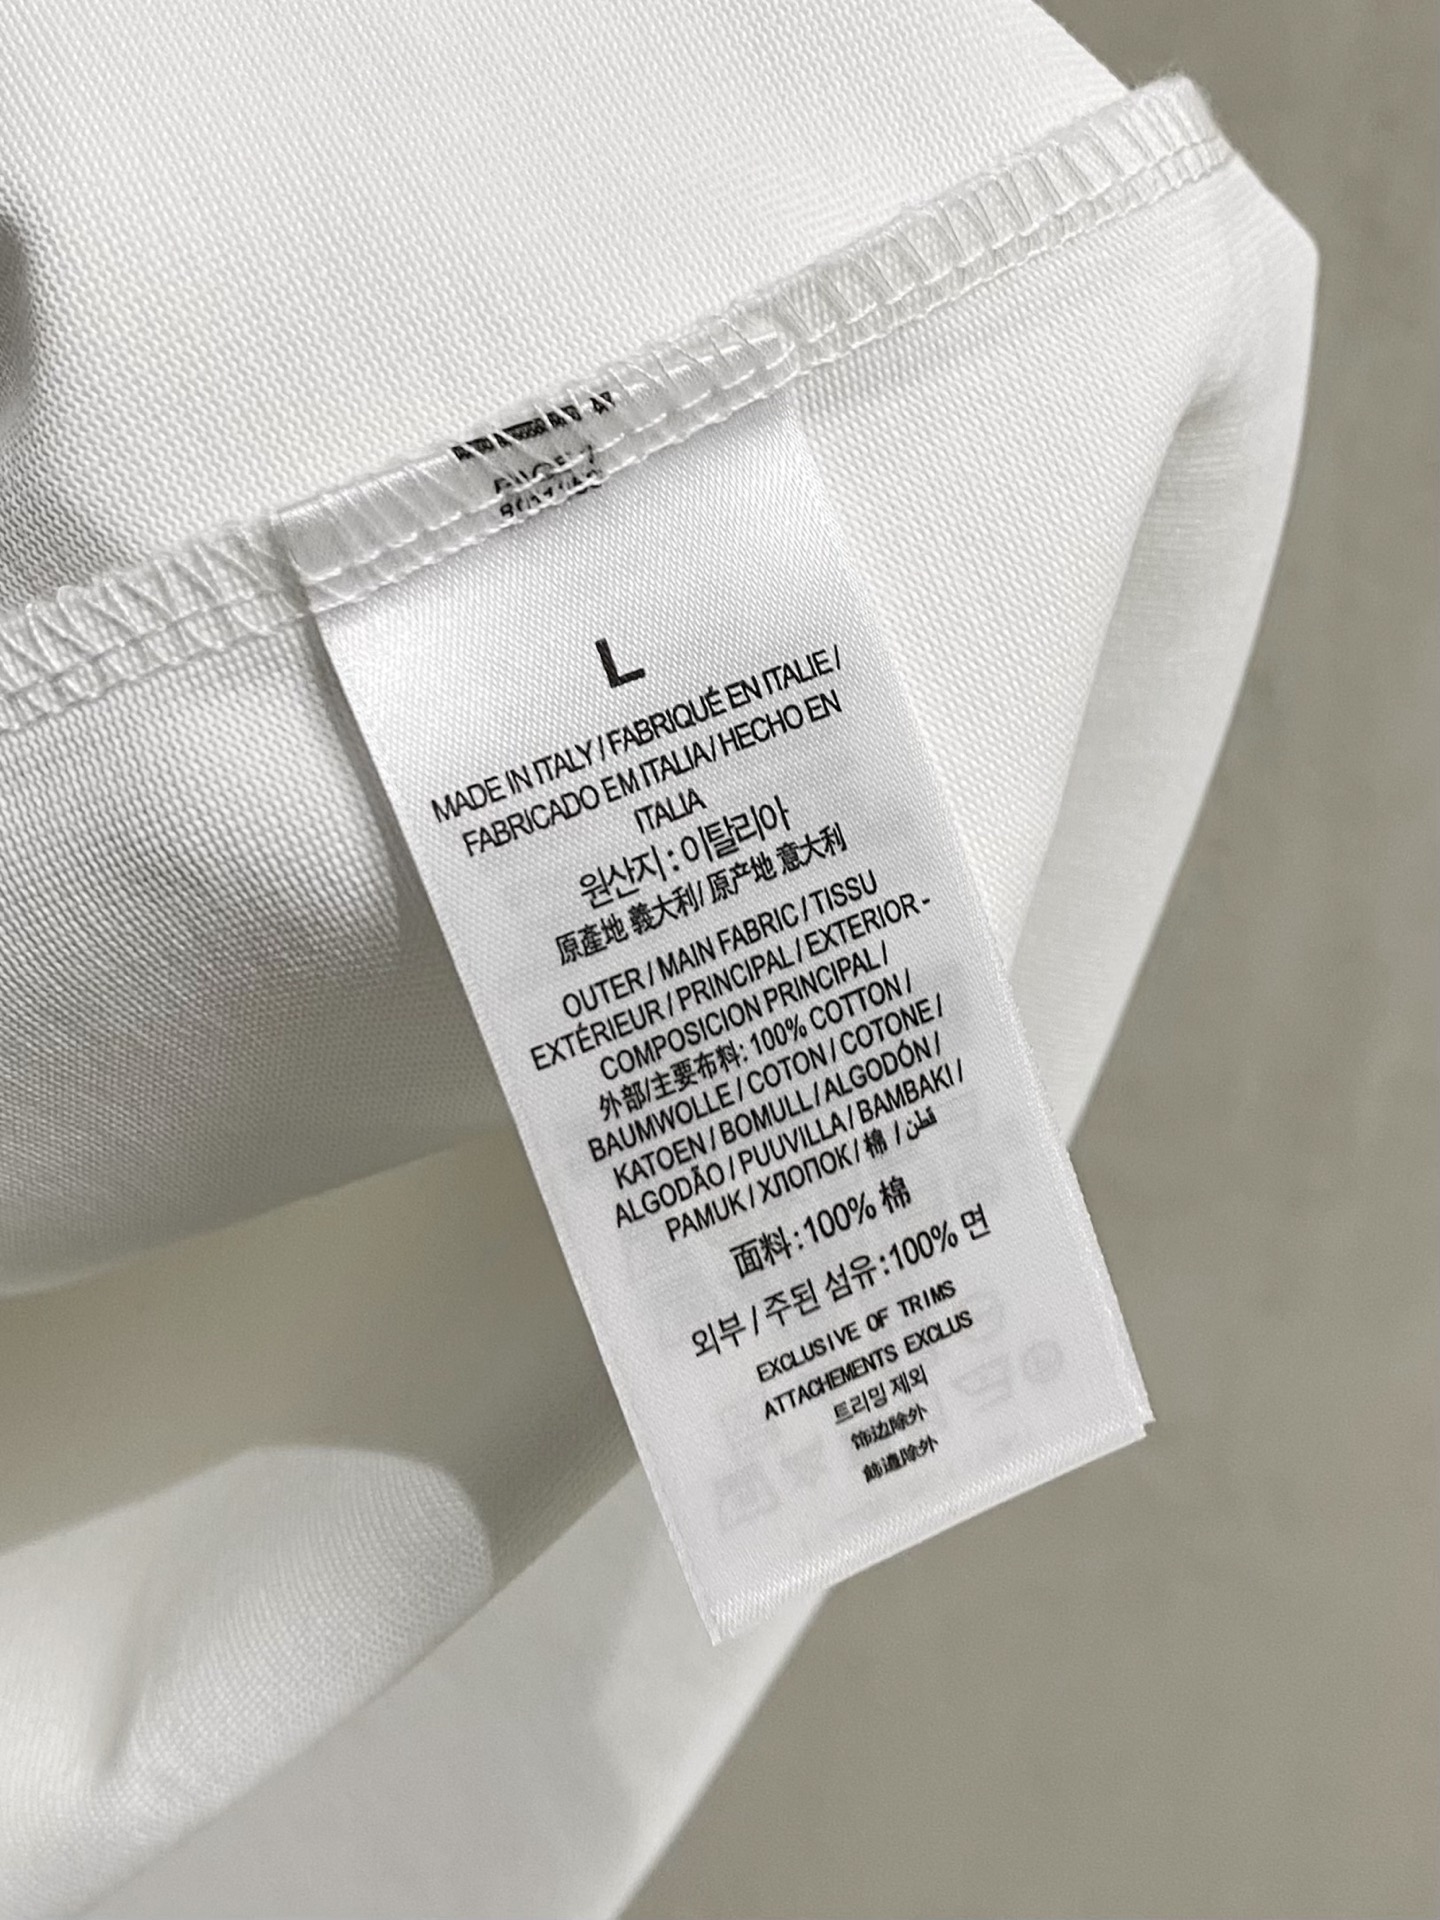 L
MADE IN ITALY / FABRIQUÉ EN ITALIE /
FABRICADO EM ITALIA / HECHO EN
ITALIA
원산지 : 이탈리아
原產地 義大利/ 原产地 意大利
OUTER / MAIN FABRIC / TISSU
EXTÉRIEUR / PRINCIPAL / EXTERIOR -
COMPOSICION PRINCIPAL /
外部/主要布料: 100% COTTON /
BAUMWOLLE / COTON / COTONE /
KATOEN / BOMULL / ALGODÓN /
ALGODÃO / PUUVILLA / BAMBAKI /
PAMUK / ХЛОПОК / 棉 / قطن
面料 : 100% 棉
외부 / 주된 섬유 : 100% 면
EXCLUSIVE OF TRIMS
ATTACHEMENTS EXCLUS
트리밍 제외
饰边除外
飾邊除外